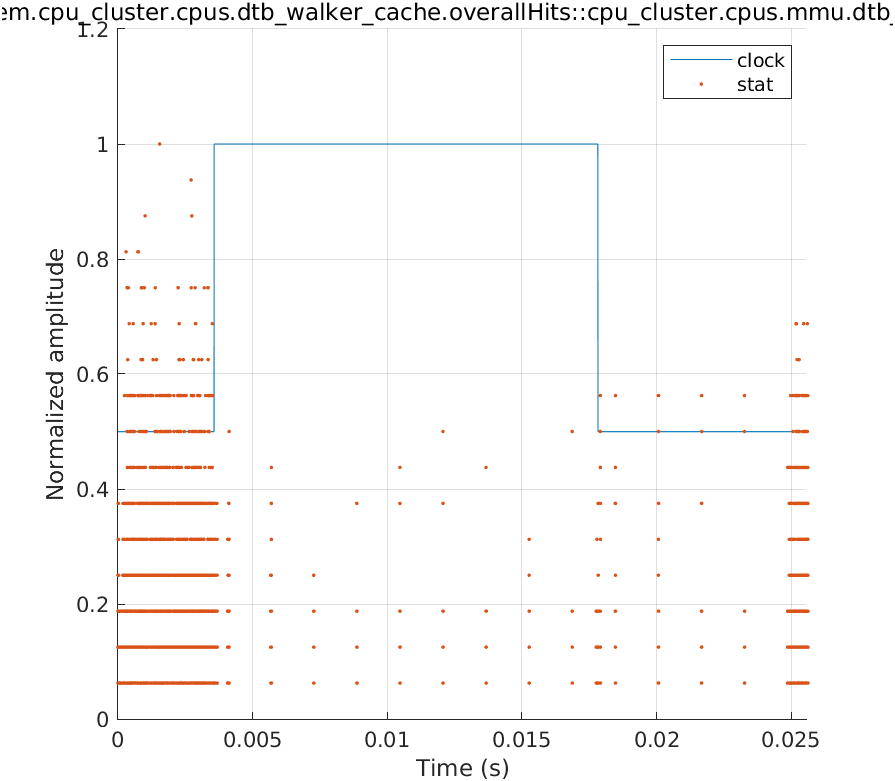 em.cpu_cluster.cpus.dtb_walker_cache.overallHits::cpu_cluster.cpus.mmu.dtb_
1.2
clock
stat
1
0.8
0.6
0.4
0.2
0
Normalized amplitude
0 0.005 0.01 0.015 0.02 0.025
Time (s)